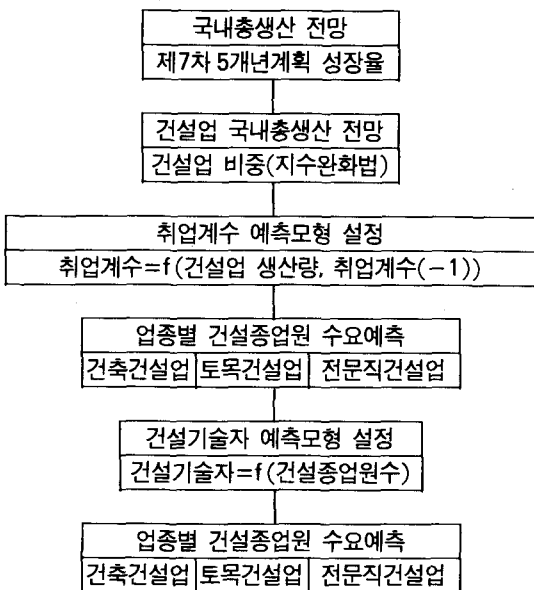 국내총생산 전망
제7차 5개년계획 성장율
건설업 국내총생산 전망
건설업 비중(지수완화법)
취업계수 예측모형 설정
취업계수=f(건설업 생산량, 취업계수(-1))
업종별 건설종업원 수요예측
건축건설업 토목건설업 전문직건설업
건설기술자 예측모형 설정
건설기술자=f(건설종업원수)
업종별 건설종업원 수요예측
건축건설업 토목건설업 전문직건설업